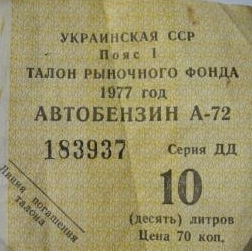 УКРАИНСКАЯ ССР
Пояс I
ТАЛОН РЫНОЧНОГО ФОНДА
1977 год
АВТОБЕНЗИН А-72
183937 Серия ДД
10
(десять) литров
Цена 70 коп.
Линия погашения
талона